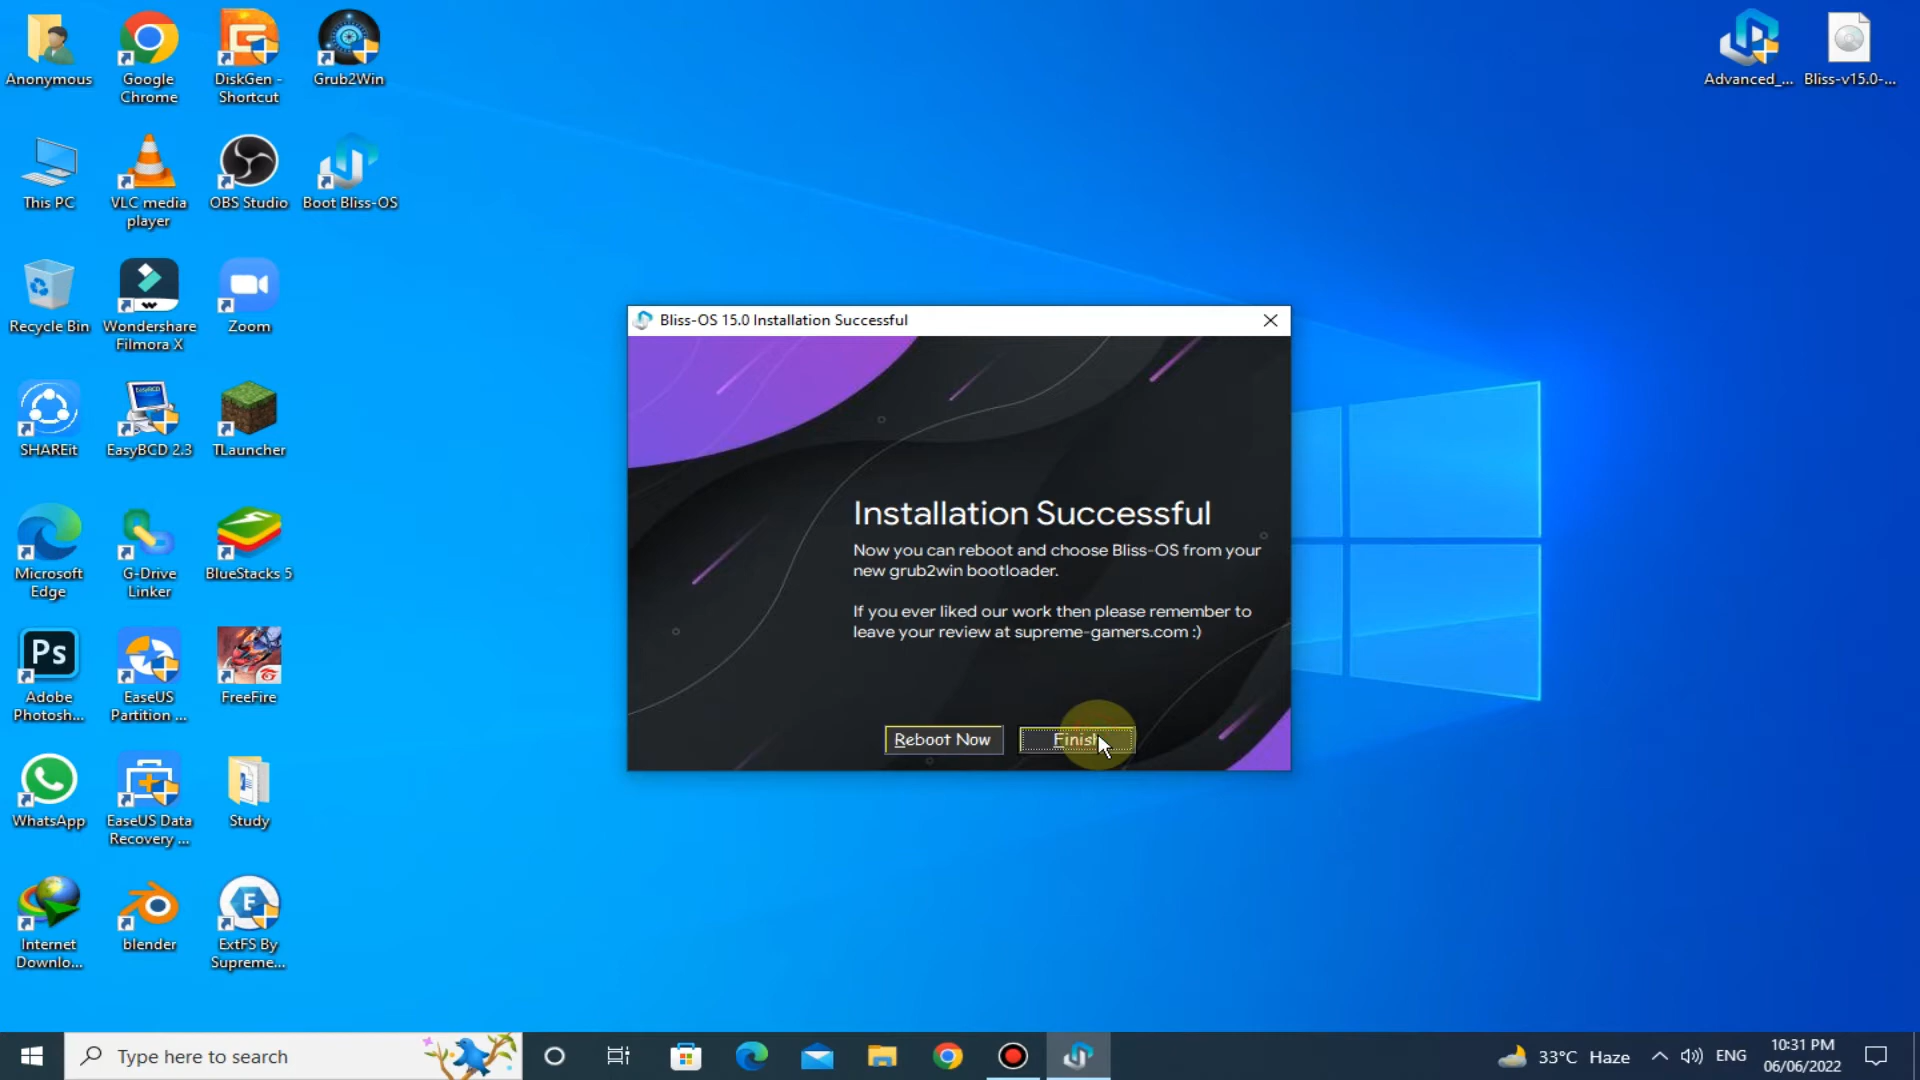 Anonymous
Google
Chrome
DiskGen -
Shortcut
Grub2Win
Advanced_...
Bliss-v15.0-...
This PC
VLC media
player
OBS Studio
Boot Bliss-OS
Recycle Bin
Wondershare
Filmora X
Zoom
SHAREit
EasyBCD 2.3
TLauncher
Microsoft
Edge
G-Drive
Linker
BlueStacks 5
Ps
Adobe
Photosh...
EaseUS
Partition ...
FreeFire
WhatsApp
EaseUS Data
Recovery ...
Study
Internet
Downlo...
blender
E
ExtFS By
Supreme...
Bliss-OS 15.0 Installation Successful
Installation Successful
Now you can reboot and choose Bliss-OS from your
new grub2win bootloader.
If you ever liked our work then please remember to
leave your review at supreme-gamers.com :)
Reboot Now
Finish
Type here to search
33°C Haze
ENG
10:31 PM
06/06/2022